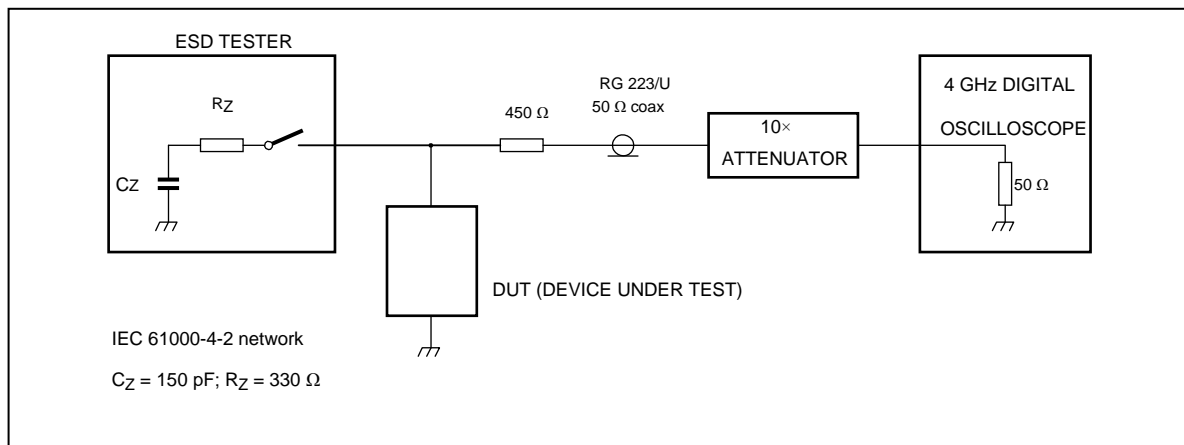 ESD TESTER
RZ
CZ
450 Ω
RG 223/U
50 Ω coax
10×
ATTENUATOR
4 GHz DIGITAL
OSCILLOSCOPE
50 Ω
DUT (DEVICE UNDER TEST)
IEC 61000-4-2 network
CZ = 150 pF; RZ = 330 Ω